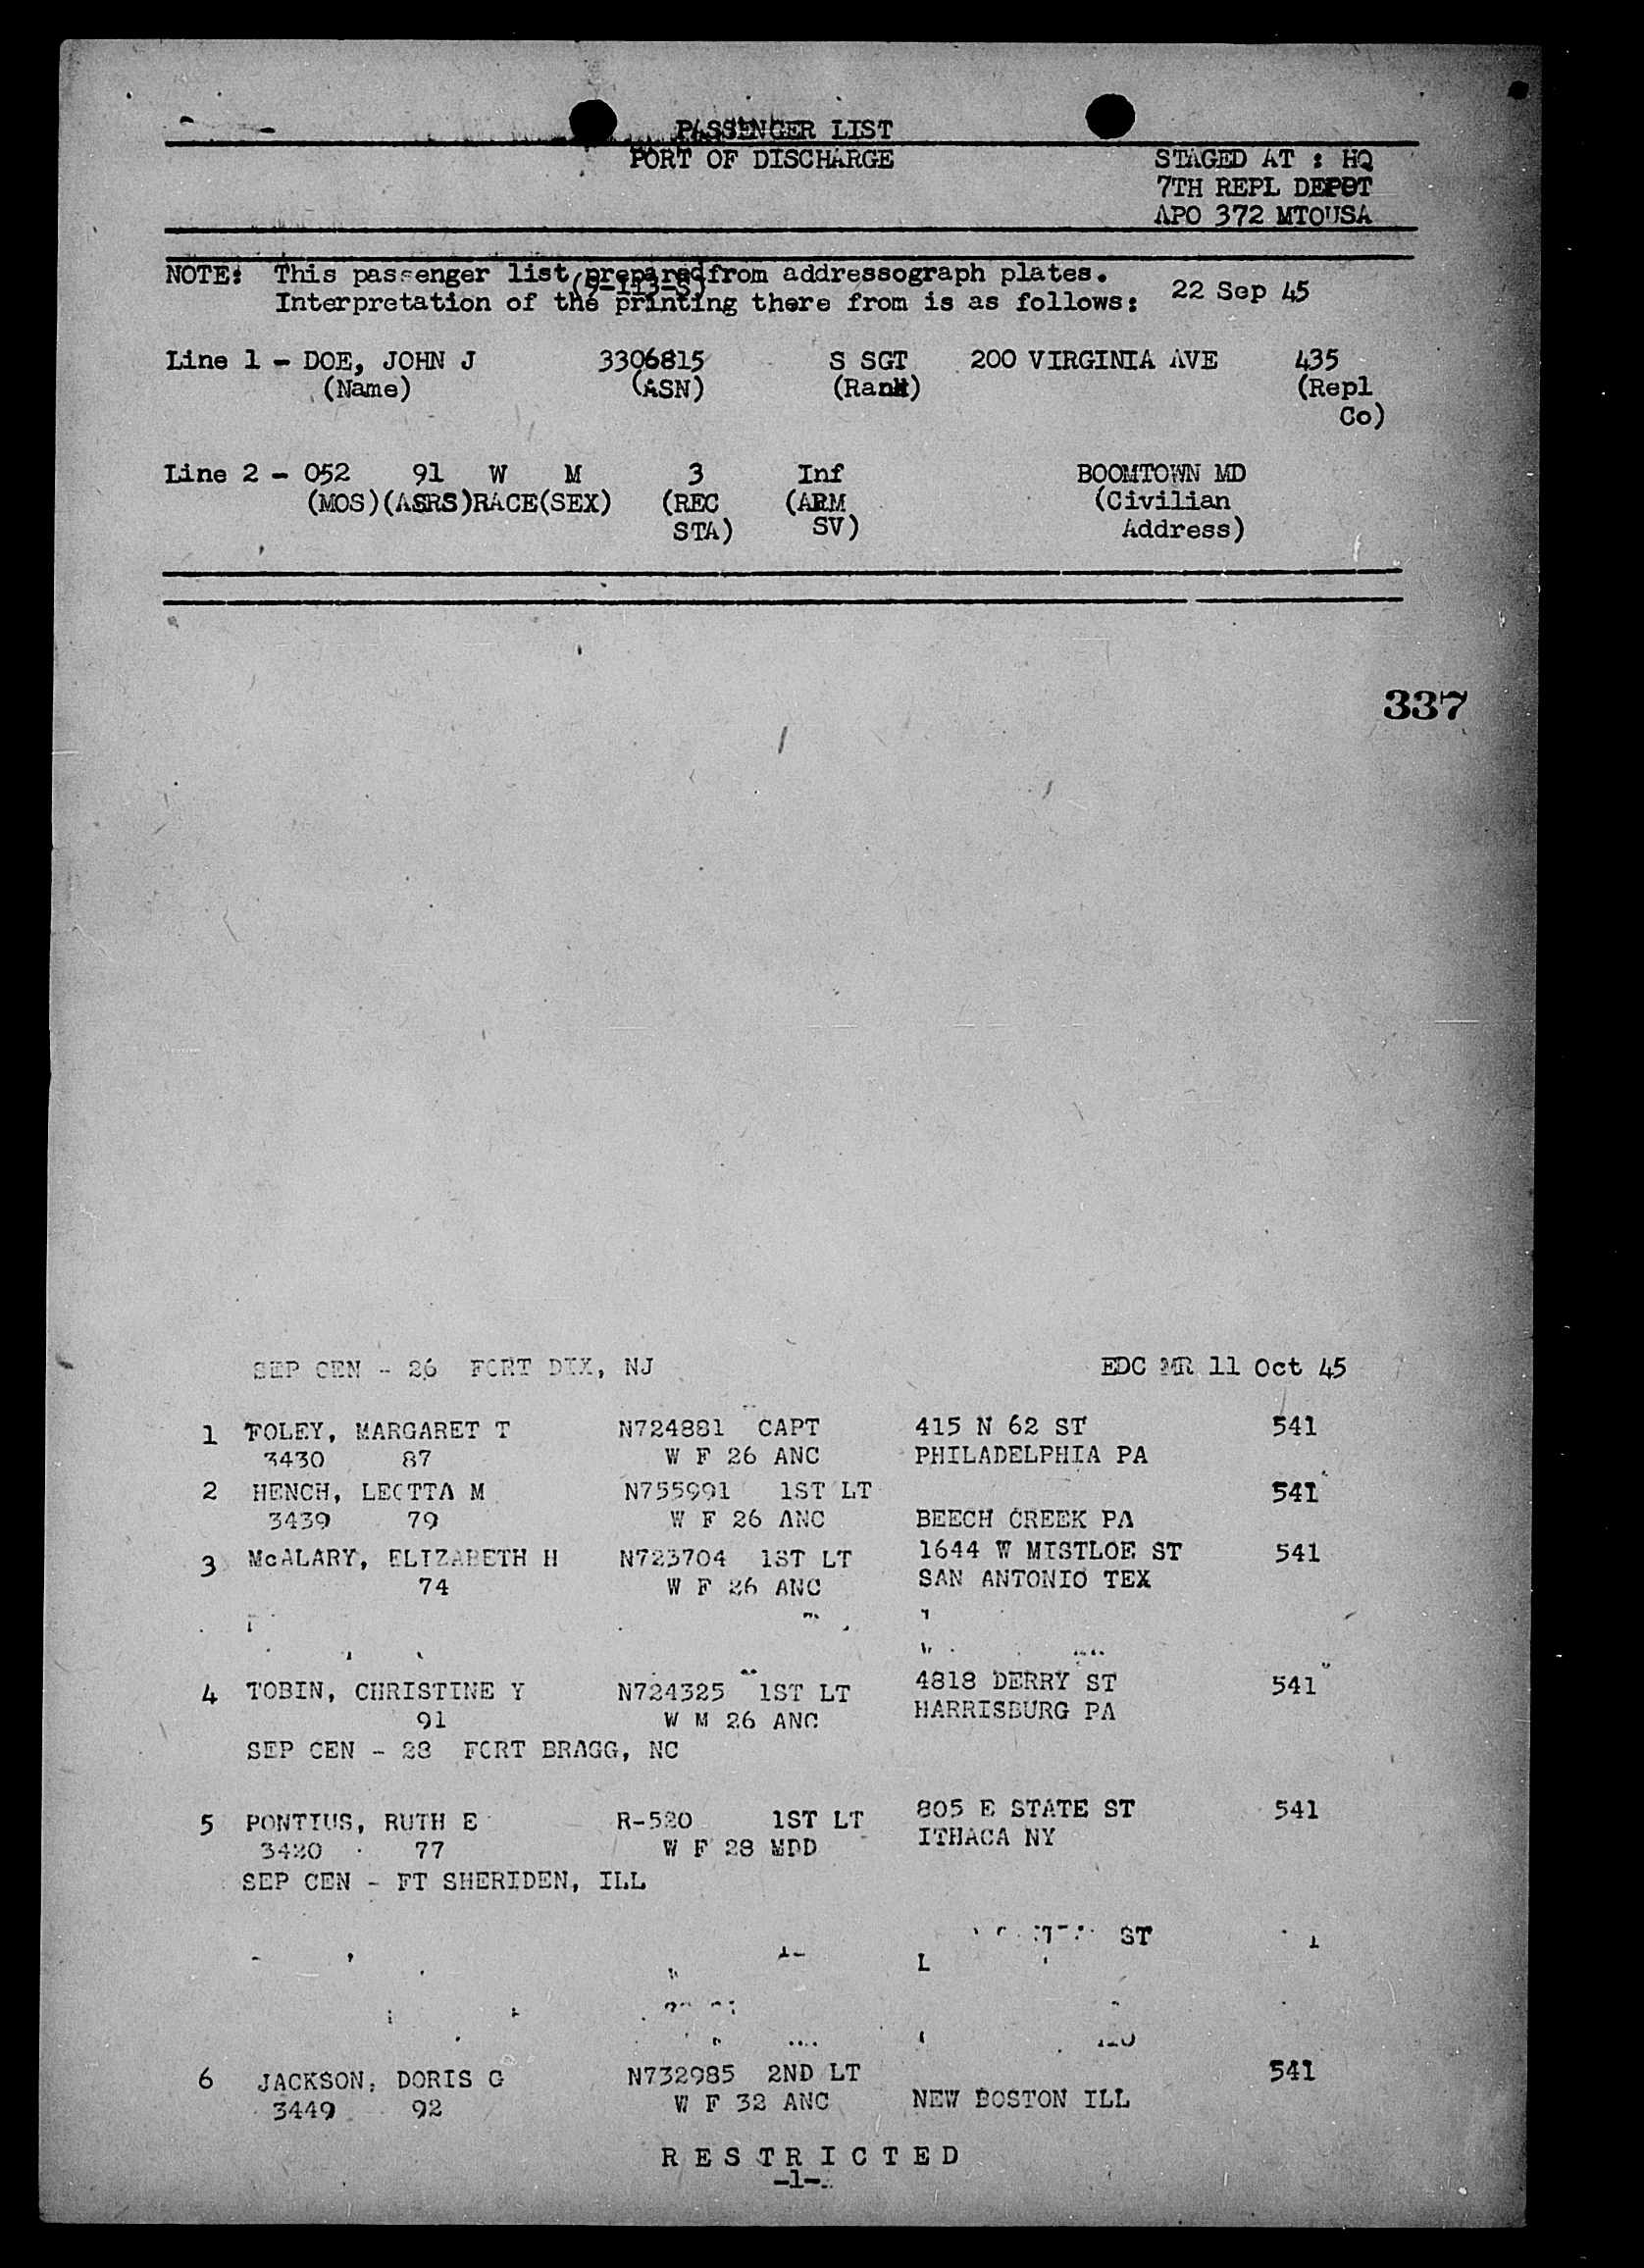 PASSENGER LIST
PORT OF DISCHARGE
STAGED AT : HQ
7TH REPL DEPOT
APO 372 MTOUSA
NOTE: This passenger list prepared from addressograph plates.
(9-113-S)
Interpretation of the printing there from is as follows: 22 Sep 45
Line 1 - DOE, JOHN J 3306815 S SGT 200 VIRGINIA AVE 435
(Name) (ASN) (Rank) (Repl
Co)
Line 2 - 052 91 W M 3 Inf BOOMTOWN MD
(MOS)(ASRS)RACE(SEX) (REC (ARM (Civilian
STA) SV) Address)
337
SEP CEN - 26 FORT DIX, NJ EDC MR 11 Oct 45
1 FOLEY, MARGARET T N724881 CAPT 415 N 62 ST 541
3430 87 W F 26 ANC PHILADELPHIA PA
2 HENCH, LEOTTA M N755991 1ST LT 541
3439 79 W F 26 ANC BEECH CREEK PA
3 McALARY, ELIZABETH H N723704 1ST LT 1644 W MISTLOE ST 541
74 W F 26 ANC SAN ANTONIO TEX
4 TOBIN, CHRISTINE Y N724325 1ST LT 4818 DERRY ST 541
91 W M 26 ANC HARRISBURG PA
SEP CEN - 28 FORT BRAGG, NC
5 PONTIUS, RUTH E R-520 1ST LT 805 E STATE ST 541
3420 77 W F 28 MDD ITHACA NY
SEP CEN - FT SHERIDEN, ILL
ST
6 JACKSON, DORIS G N732985 2ND LT 541
3449 92 W F 32 ANC NEW BOSTON ILL
RESTRICTED
-1-